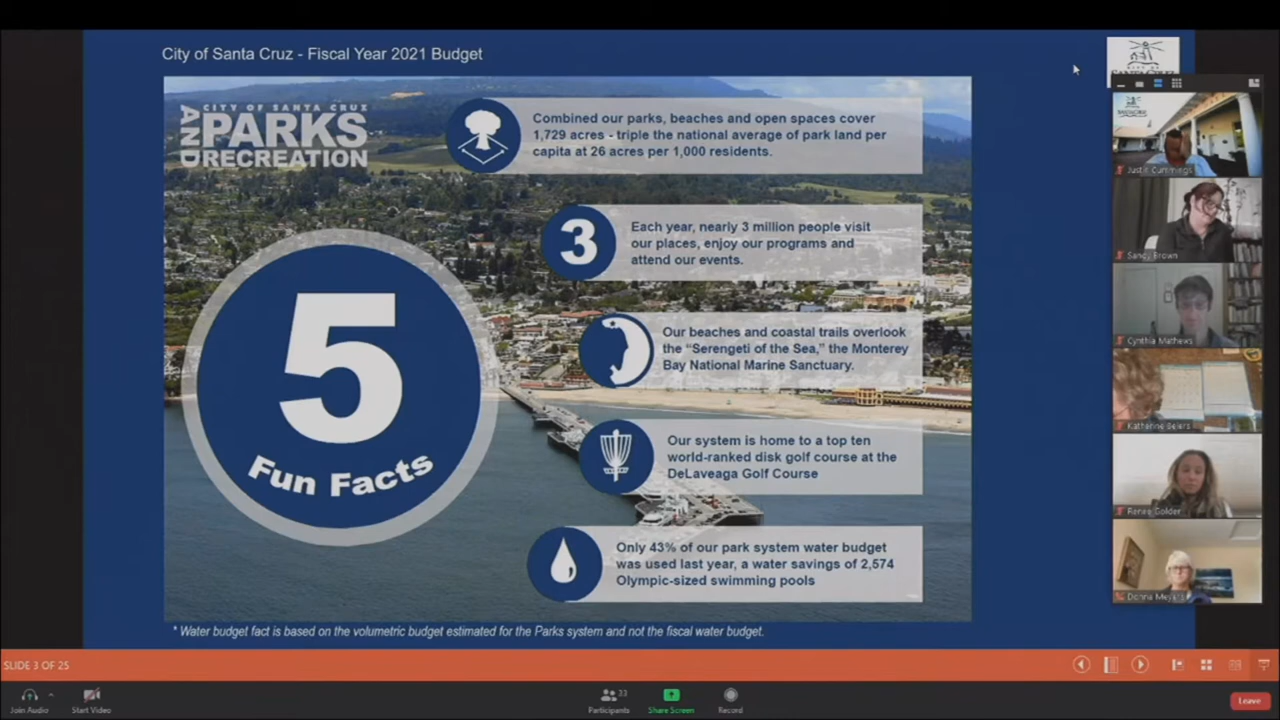 City of Santa Cruz - Fiscal Year 2021 Budget
CITY OF SANTA CRUZ
PARKS
AND
RECREATION
Combined our parks, beaches and open spaces cover
1,729 acres - triple the national average of park land per
capita at 26 acres per 1,000 residents.
3
Each year, nearly 3 million people visit
our places, enjoy our programs and
attend our events.
Our beaches and coastal trails overlook
the “Serengeti of the Sea,” the Monterey
Bay National Marine Sanctuary.
5
Fun Facts
Our system is home to a top ten
world-ranked disk golf course at the
DeLaveaga Golf Course
Only 43% of our park system water budget
was used last year, a water savings of 2,574
Olympic-sized swimming pools
* Water budget fact is based on the volumetric budget estimated for the Parks system and not the fiscal water budget.
Justin Cummings
Sandy Brown
Cynthia Mathews
Katherine Beiers
Renee Golder
Donna Meyers
SLIDE 3 OF 25
Join Audio
Start Video
33
Participants
Share Screen
Record
Leave